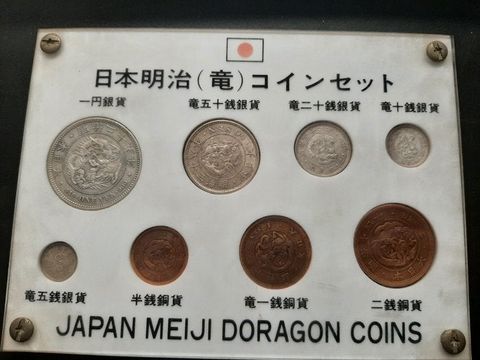 日本明治（竜）コインセット
一円銀貨
竜五十銭銀貨
竜二十銭銀貨
竜十銭銀貨
竜五銭銀貨
半銭銅貨
竜一銭銅貨
二銭銅貨
JAPAN MEIJI DORAGON COINS